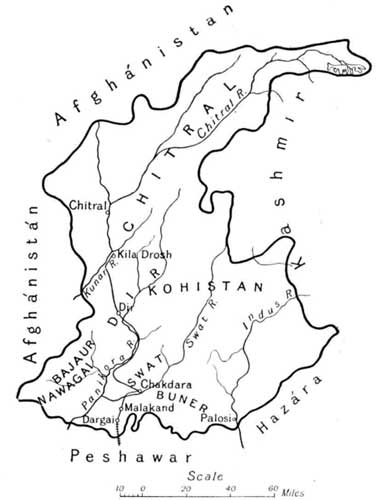 Afghánistan
Kashmir
CHITRAL
Chitral R.
Chitral
Afghánistán
Kila Drosh
Kunar R.
DIR
KOHISTAN
Dir
Swat R.
Indus R.
BAJAUR
NAWAGAI
Panjkora R.
SWAT
Chakdara
BUNER
Malakand
Dargai
Palosi
Hazára
Peshawar
Scale
10 0 20 40 60 Miles